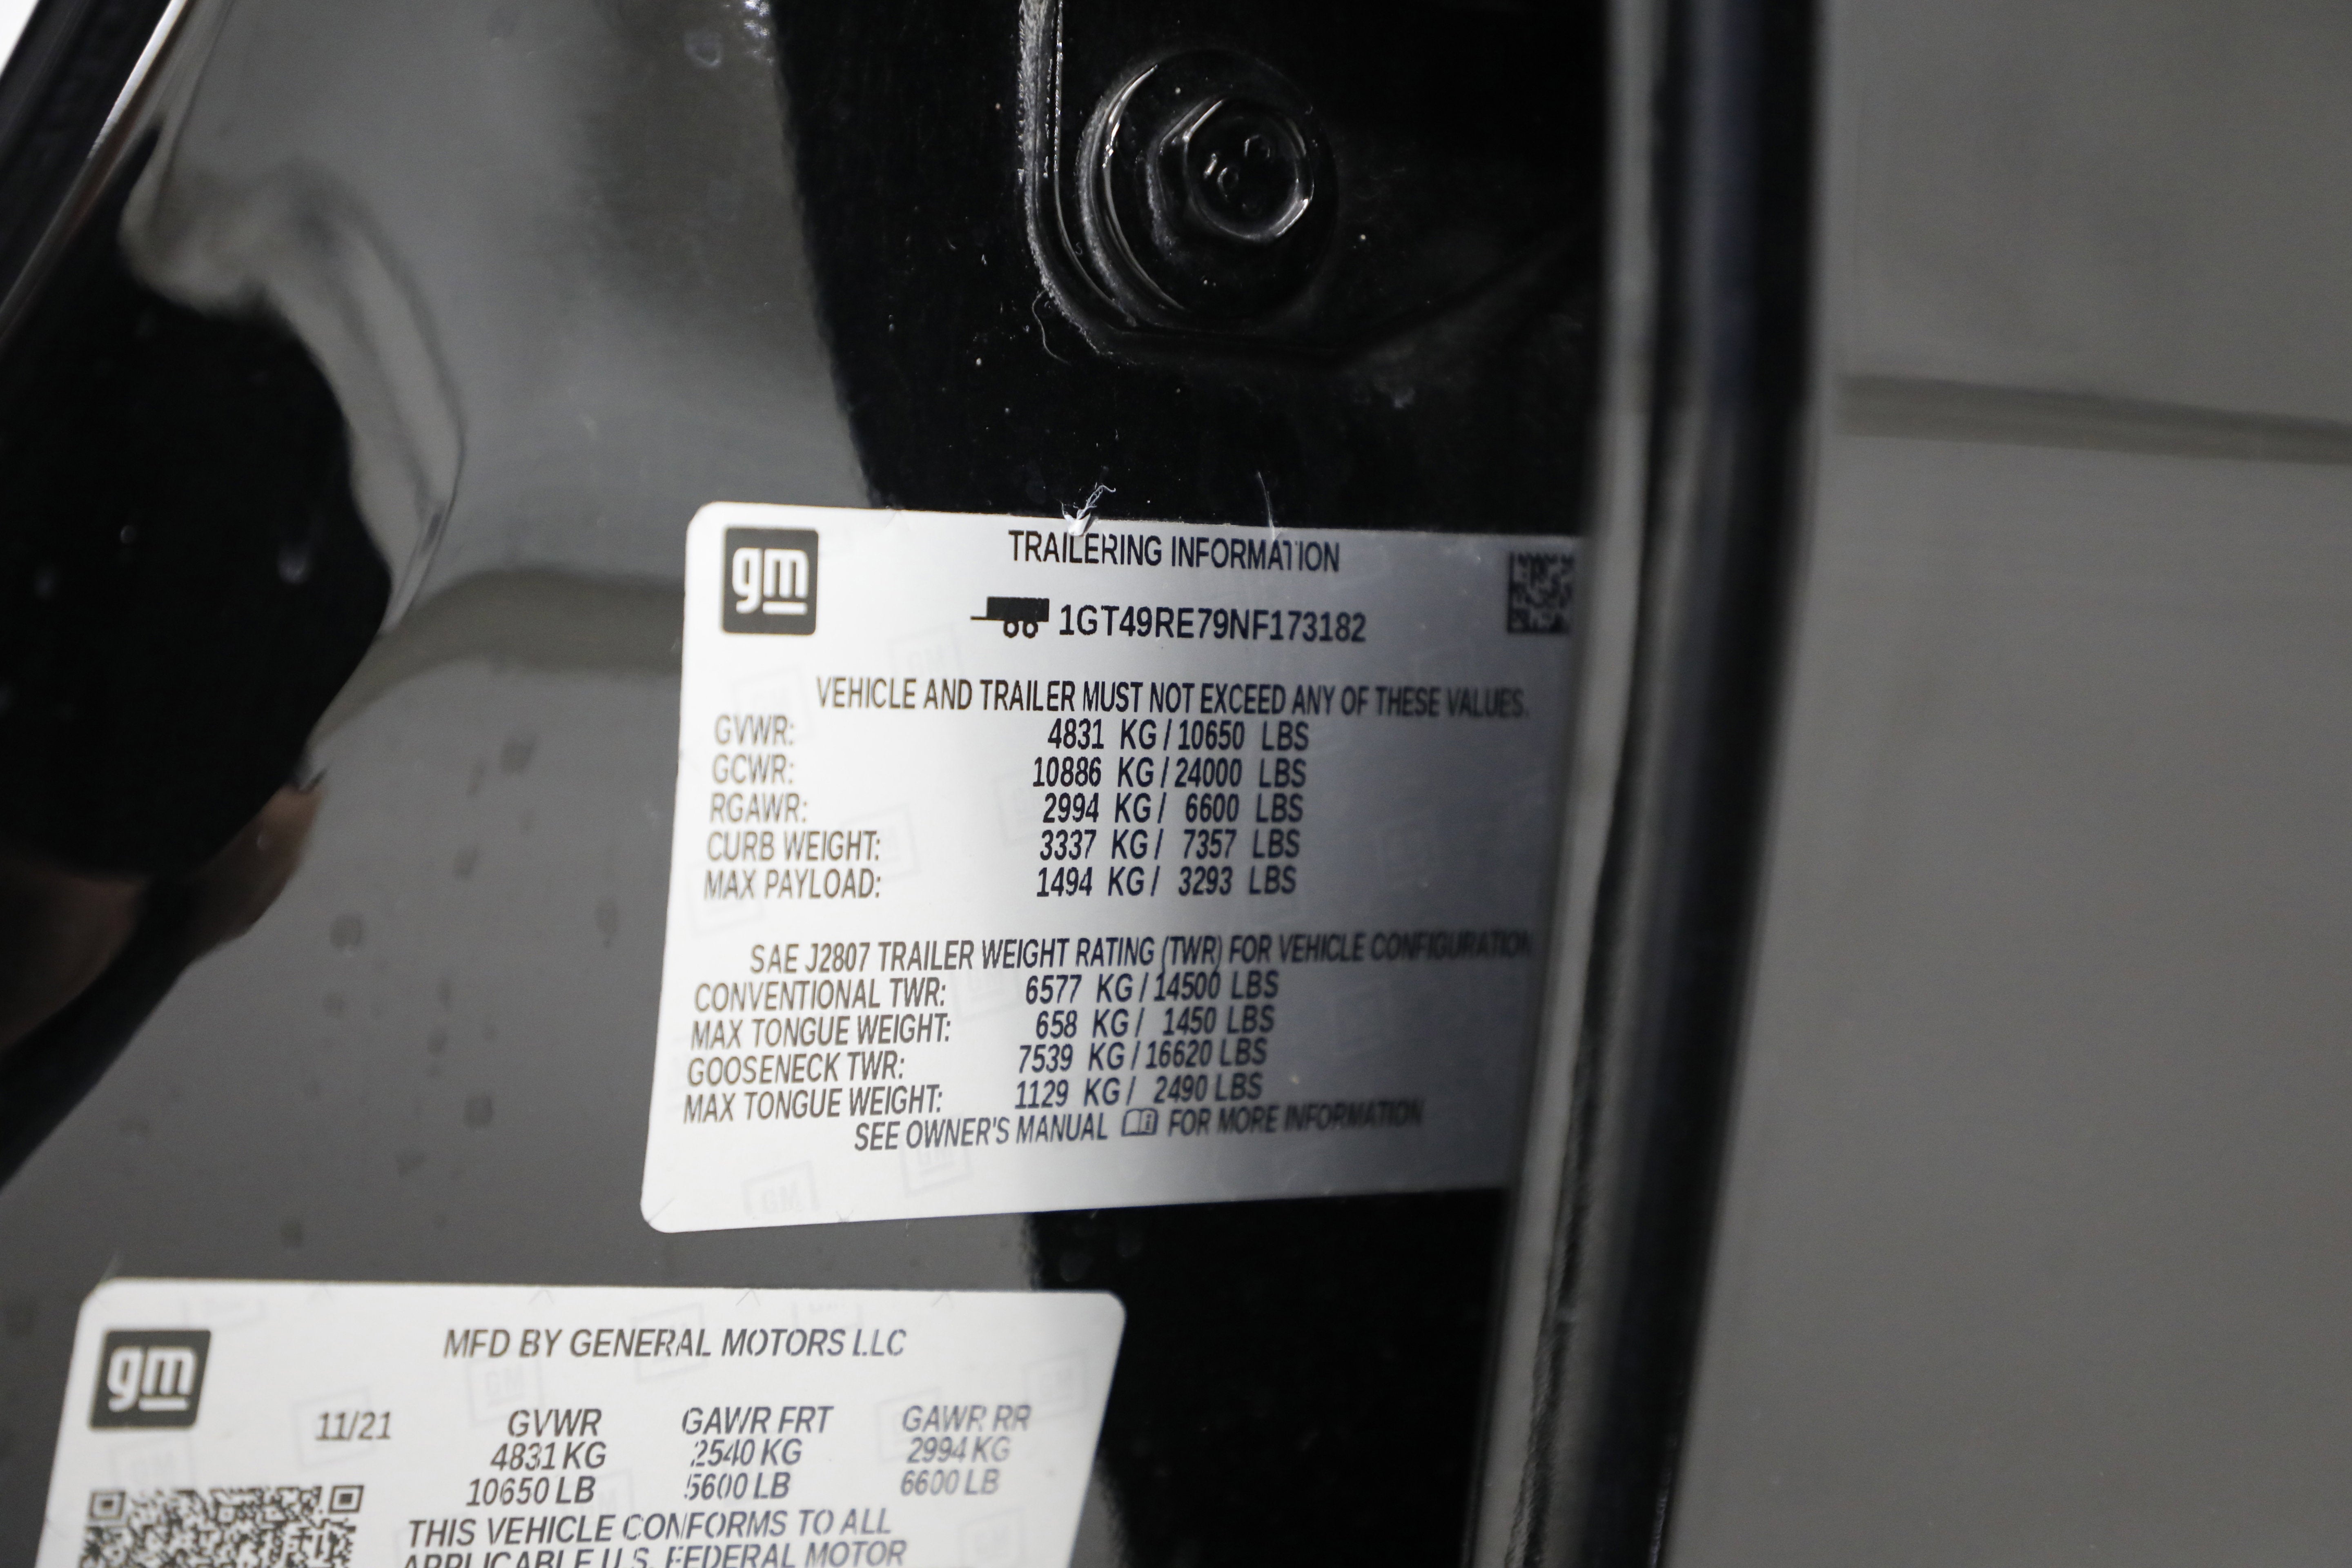 gm
TRAILERING INFORMATION
1GT49RE79NF173182
VEHICLE AND TRAILER MUST NOT EXCEED ANY OF THESE VALUES.
GVWR: 4831 KG / 10650 LBS
GCWR: 10886 KG / 24000 LBS
RGAWR: 2994 KG / 6600 LBS
CURB WEIGHT: 3337 KG / 7357 LBS
MAX PAYLOAD: 1494 KG / 3293 LBS
SAE J2807 TRAILER WEIGHT RATING (TWR) FOR VEHICLE CONFIGURATION
CONVENTIONAL TWR: 6577 KG / 14500 LBS
MAX TONGUE WEIGHT: 658 KG / 1450 LBS
GOOSENECK TWR: 7539 KG / 16620 LBS
MAX TONGUE WEIGHT: 1129 KG / 2490 LBS
SEE OWNER'S MANUAL FOR MORE INFORMATION
gm
MFD BY GENERAL MOTORS LLC
11/21 GVWR GAWR FRT GAWR RR
4831 KG 2540 KG 2994 KG
10650 LB 5600 LB 6600 LB
THIS VEHICLE CONFORMS TO ALL
APPLICABLE U.S. FEDERAL MOTOR